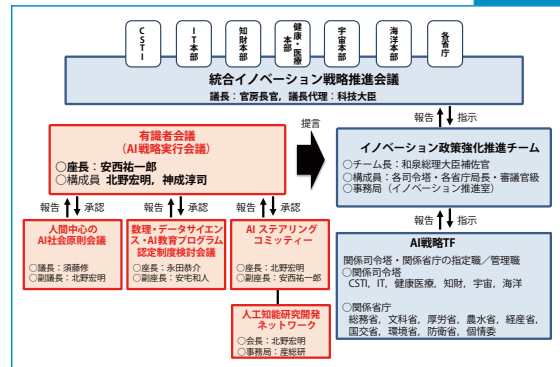 CSTI
IT本部
知財本部
健康・医療
本部
宇宙本部
海洋本部
各省庁
統合イノベーション戦略推進会議
議長：官房長官，議長代理：科技大臣
報告
指示
有識者会議
（AI戦略実行会議）
○座長：安西祐一郎
○構成員 北野宏明，神成淳司
提言
イノベーション政策強化推進チーム
○チーム長：和泉総理大臣補佐官
○構成員：各司令塔・各省庁局長・審議官級
○事務局（イノベーション推進室）
報告
承認
報告
承認
報告
承認
報告
指示
人間中心の
AI社会原則会議
○議長：須藤修
○副議長：北野宏明
数理・データサイエン
ス・AI教育プログラム
認定制度検討会議
○座長：永田恭介
○副座長：安宅和人
AI ステアリング
コミッティー
○座長：北野宏明
○副座長：安西祐一郎
AI戦略TF
関係司令塔・関係省庁の指定職／管理職
○関係司令塔
CSTI，IT，健康医療，知財，宇宙，海洋
○関係省庁
総務省，文科省，厚労省，農水省，経産省，
国交省，環境省，防衛省，個情委
人工知能研究開発
ネットワーク
○会長：北野宏明
○事務局：産総研